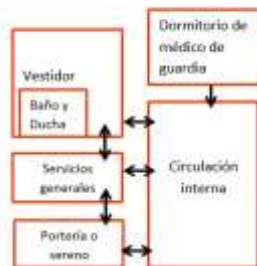 Dormitorio de
médico de
guardia
Vestidor
Baño y
Ducha
Servicios
generales
Circulación
interna
Portería o
sereno